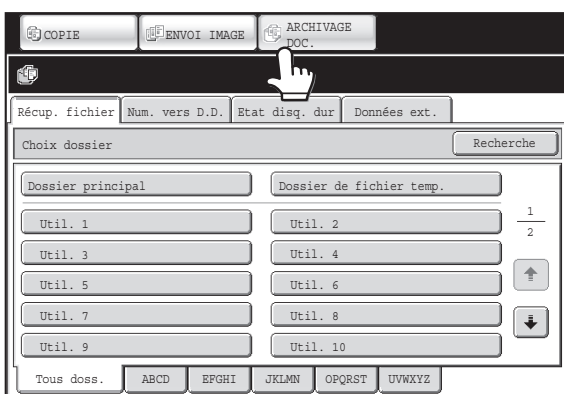 COPIE ENVOI IMAGE ARCHIVAGE DOC.
Récup. fichier Num. vers D.D. Etat disq. dur Données ext.
Choix dossier Recherche
Dossier principal Dossier de fichier temp.
Util. 1 Util. 2 1
2
Util. 3 Util. 4
Util. 5 Util. 6
Util. 7 Util. 8
Util. 9 Util. 10
Tous doss. ABCD EFGHI JKLMN OPQRST UVWXYZ